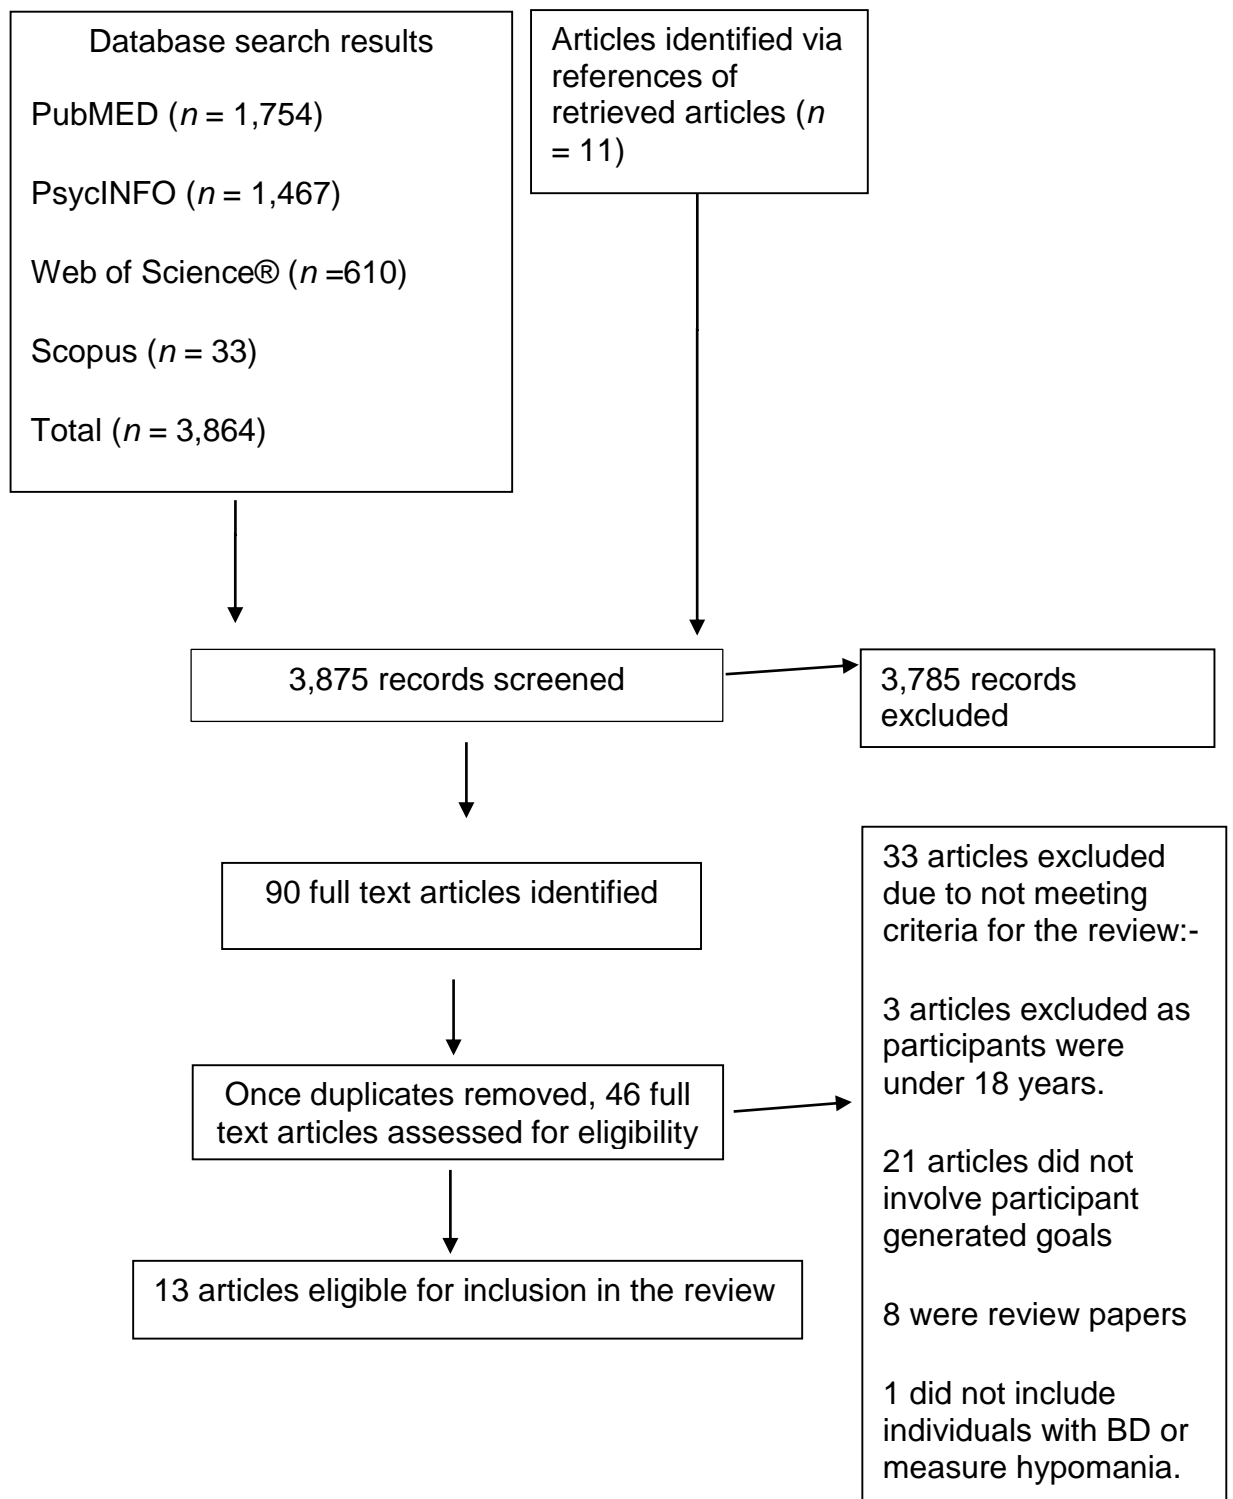 Database search results
PubMED (n = 1,754)
PsycINFO (n = 1,467)
Web of Science® (n =610)
Scopus (n = 33)
Total (n = 3,864)
Articles identified via
references of
retrieved articles (n
= 11)
3,875 records screened
3,785 records
excluded
90 full text articles identified
33 articles excluded
due to not meeting
criteria for the review:-
3 articles excluded as
participants were
under 18 years.
21 articles did not
involve participant
generated goals
8 were review papers
1 did not include
individuals with BD or
measure hypomania.
Once duplicates removed, 46 full
text articles assessed for eligibility
13 articles eligible for inclusion in the review